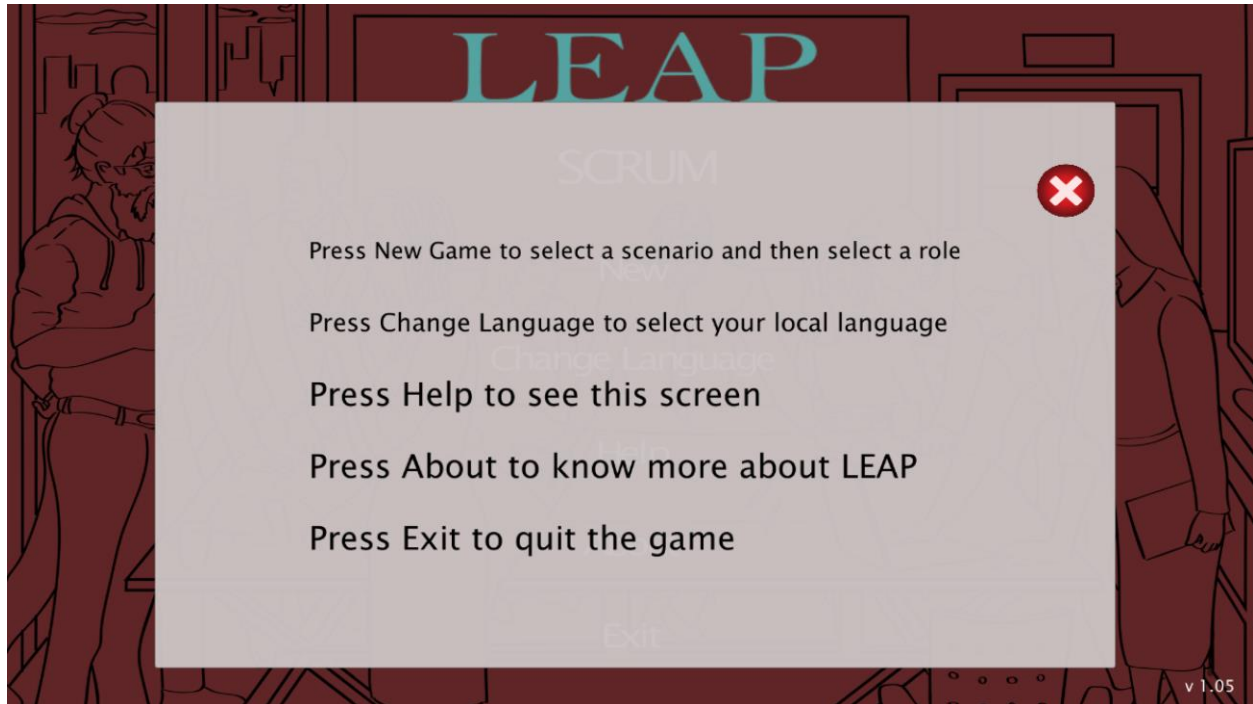 LEAP
SCRUM
Press New Game to select a scenario and then select a role
New
Press Change Language to select your local language
Change Language
Press Help to see this screen
Help
Press About to know more about LEAP
Press Exit to quit the game
Exit
v 1.05